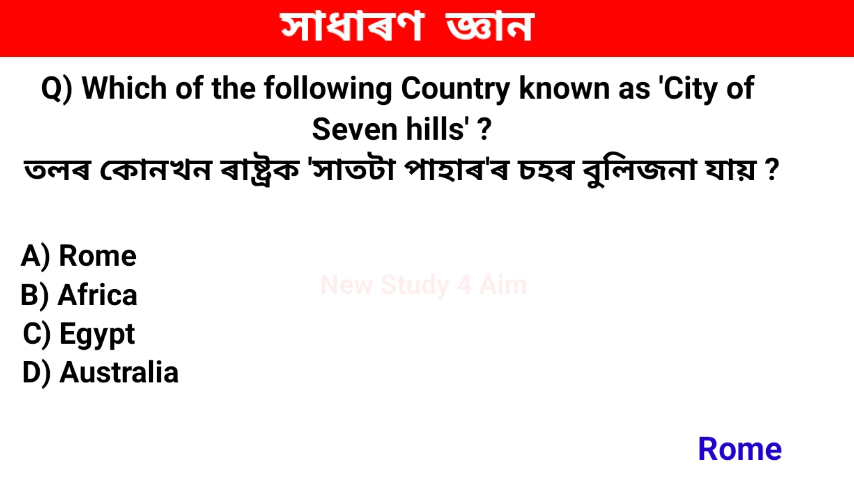 সাধাৰণ জ্ঞান
Q) Which of the following Country known as 'City of
Seven hills' ?
তলৰ কোনখন ৰাষ্ট্ৰক 'সাতটা পাহাৰ'ৰ চহৰ বুলিজনা যায় ?
A) Rome
B) Africa
New Study 4 Aim
C) Egypt
D) Australia
Rome